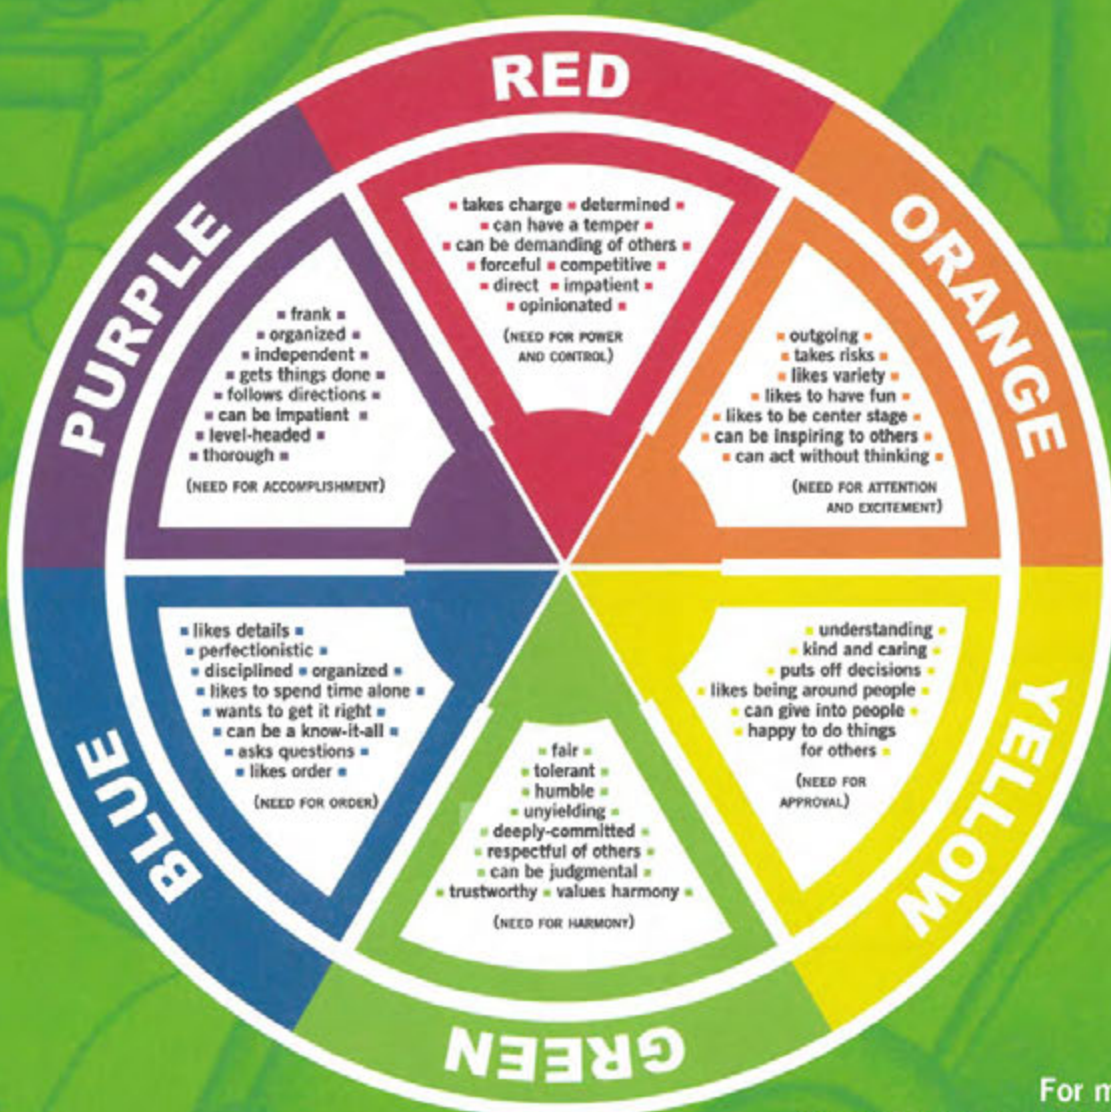 RED
▪ takes charge ▪ determined ▪
▪ can have a temper ▪
▪ can be demanding of others ▪
▪ forceful ▪ competitive ▪
▪ direct ▪ impatient ▪
▪ opinionated ▪
(NEED FOR POWER
AND CONTROL)
ORANGE
▪ outgoing ▪
▪ takes risks ▪
▪ likes variety ▪
▪ likes to have fun ▪
▪ likes to be center stage ▪
▪ can be inspiring to others ▪
▪ can act without thinking ▪
(NEED FOR ATTENTION
AND EXCITEMENT)
YELLOW
▪ understanding ▪
▪ kind and caring ▪
▪ puts off decisions ▪
▪ likes being around people ▪
▪ can give into people ▪
▪ happy to do things
for others ▪
(NEED FOR
APPROVAL)
GREEN
▪ fair ▪
▪ tolerant ▪
▪ humble ▪
▪ unyielding ▪
▪ deeply-committed ▪
▪ respectful of others ▪
▪ can be judgmental ▪
▪ trustworthy ▪ values harmony ▪
(NEED FOR HARMONY)
BLUE
▪ likes details ▪
▪ perfectionistic ▪
▪ disciplined ▪ organized ▪
▪ likes to spend time alone ▪
▪ wants to get it right ▪
▪ can be a know-it-all ▪
▪ asks questions ▪
▪ likes order ▪
(NEED FOR ORDER)
PURPLE
▪ frank ▪
▪ organized ▪
▪ independent ▪
▪ gets things done ▪
▪ follows directions ▪
▪ can be impatient ▪
▪ level-headed ▪
▪ thorough ▪
(NEED FOR ACCOMPLISHMENT)
For